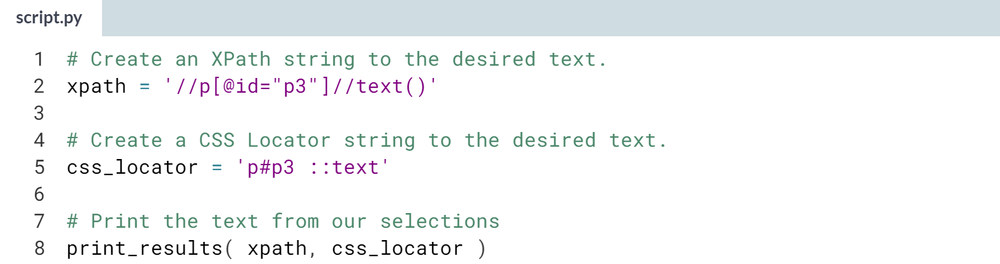 script.py
1 # Create an XPath string to the desired text.
2 xpath = '//p[@id="p3"]//text()'
3
4 # Create a CSS Locator string to the desired text.
5 css_locator = 'p#p3 ::text'
6
7 # Print the text from our selections
8 print_results( xpath, css_locator )